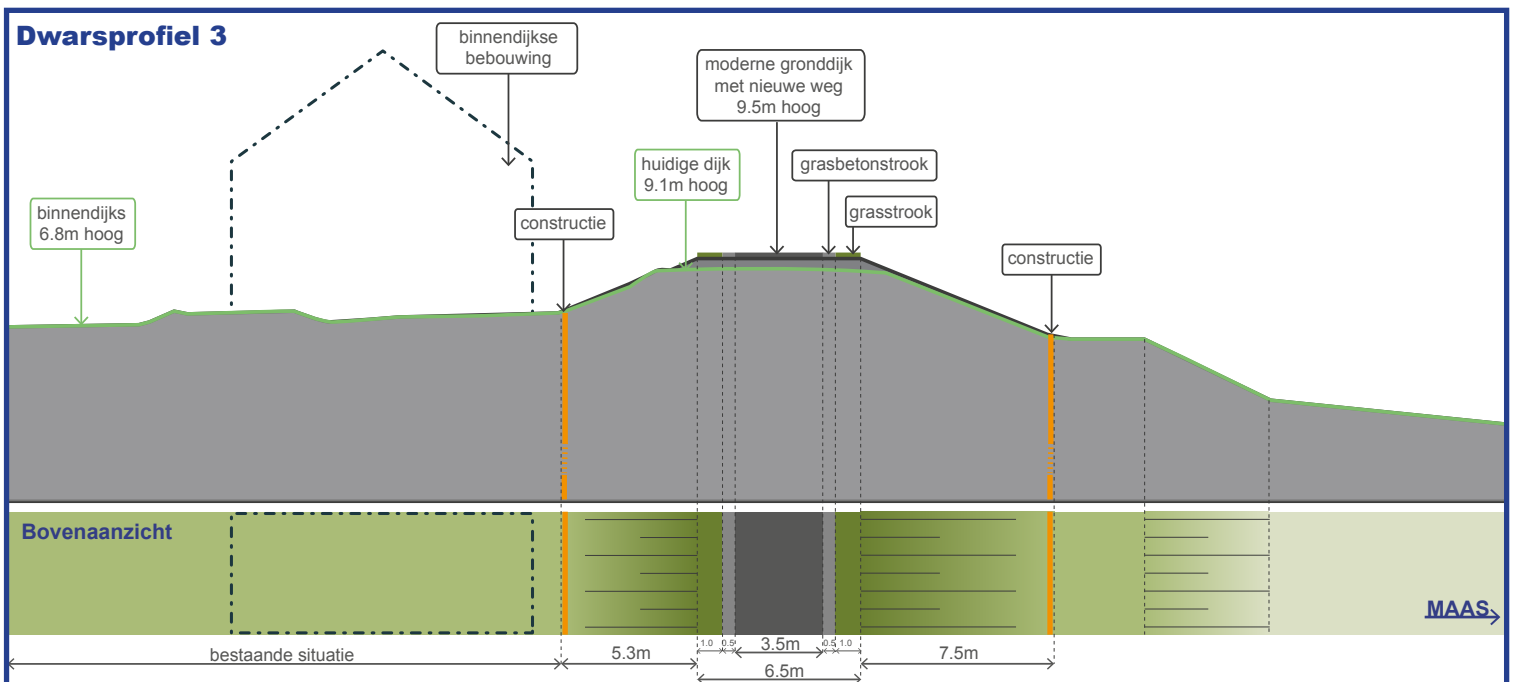 Dwarsprofiel 3
binnendijkse
bebouwing
moderne gronddijk
met nieuwe weg
9.5m hoog
huidige dijk
9.1m hoog
grasbetonstrook
binnendijks
6.8m hoog
constructie
grasstrook
constructie
Bovenaanzicht
MAAS
1.0 0.5 3.5m 0.5 1.0
bestaande situatie
5.3m
7.5m
6.5m